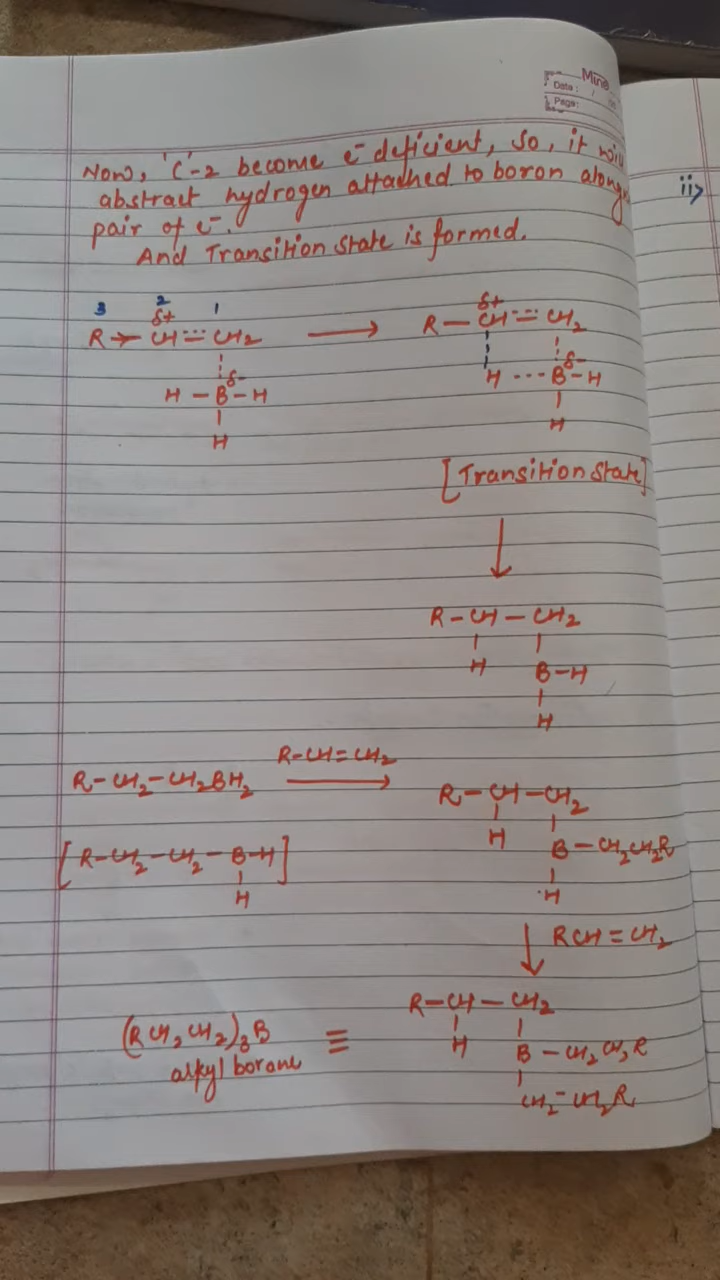 Mine
Date : /
Page:
Now, 'C'-2 become e⁻ deficient, so, it will
abstract hydrogen attached to boron along
pair of e⁻.
And Transition state is formed.
ii>
3 2 1
δ+ δ+
R → CH ⋯ CH₂ ⟶ R — CH ⋯ CH₂
δ- δ-
H — B — H H --- B — H
H H
[Transition state]
↓
R — CH — CH₂
H B — H
H
R — CH = CH₂
R — CH₂ — CH₂BH₂ ⟶ R — CH — CH₂
[R — CH₂ — CH₂ — B — H] H B — CH₂CH₂R
H H
↓ RCH = CH₂
R — CH — CH₂
(RCH₂CH₂)₃B ≡ H B — CH₂CH₂R
alkyl borane
CH₂ — CH₂R